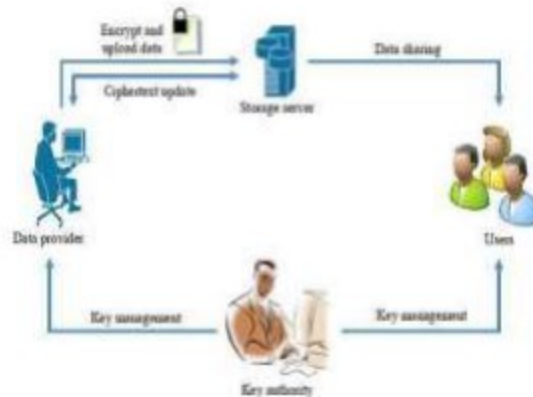 Encrypt and
upload data
Data sharing
Ciphertext update
Storage server
Data provider
Users
Key management
Key management
Key authority